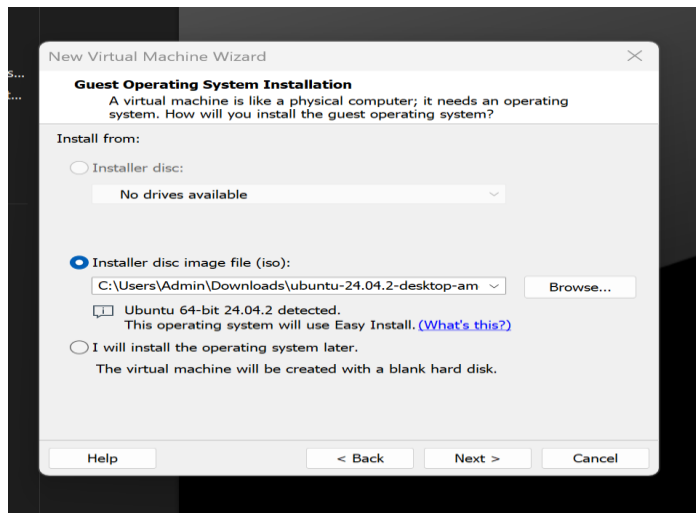 New Virtual Machine Wizard
s...
t...
Guest Operating System Installation
A virtual machine is like a physical computer; it needs an operating
system. How will you install the guest operating system?
Install from:
Installer disc:
No drives available
Installer disc image file (iso):
C:\Users\Admin\Downloads\ubuntu-24.04.2-desktop-am
Browse...
Ubuntu 64-bit 24.04.2 detected.
This operating system will use Easy Install. (What's this?)
I will install the operating system later.
The virtual machine will be created with a blank hard disk.
Help
< Back
Next >
Cancel